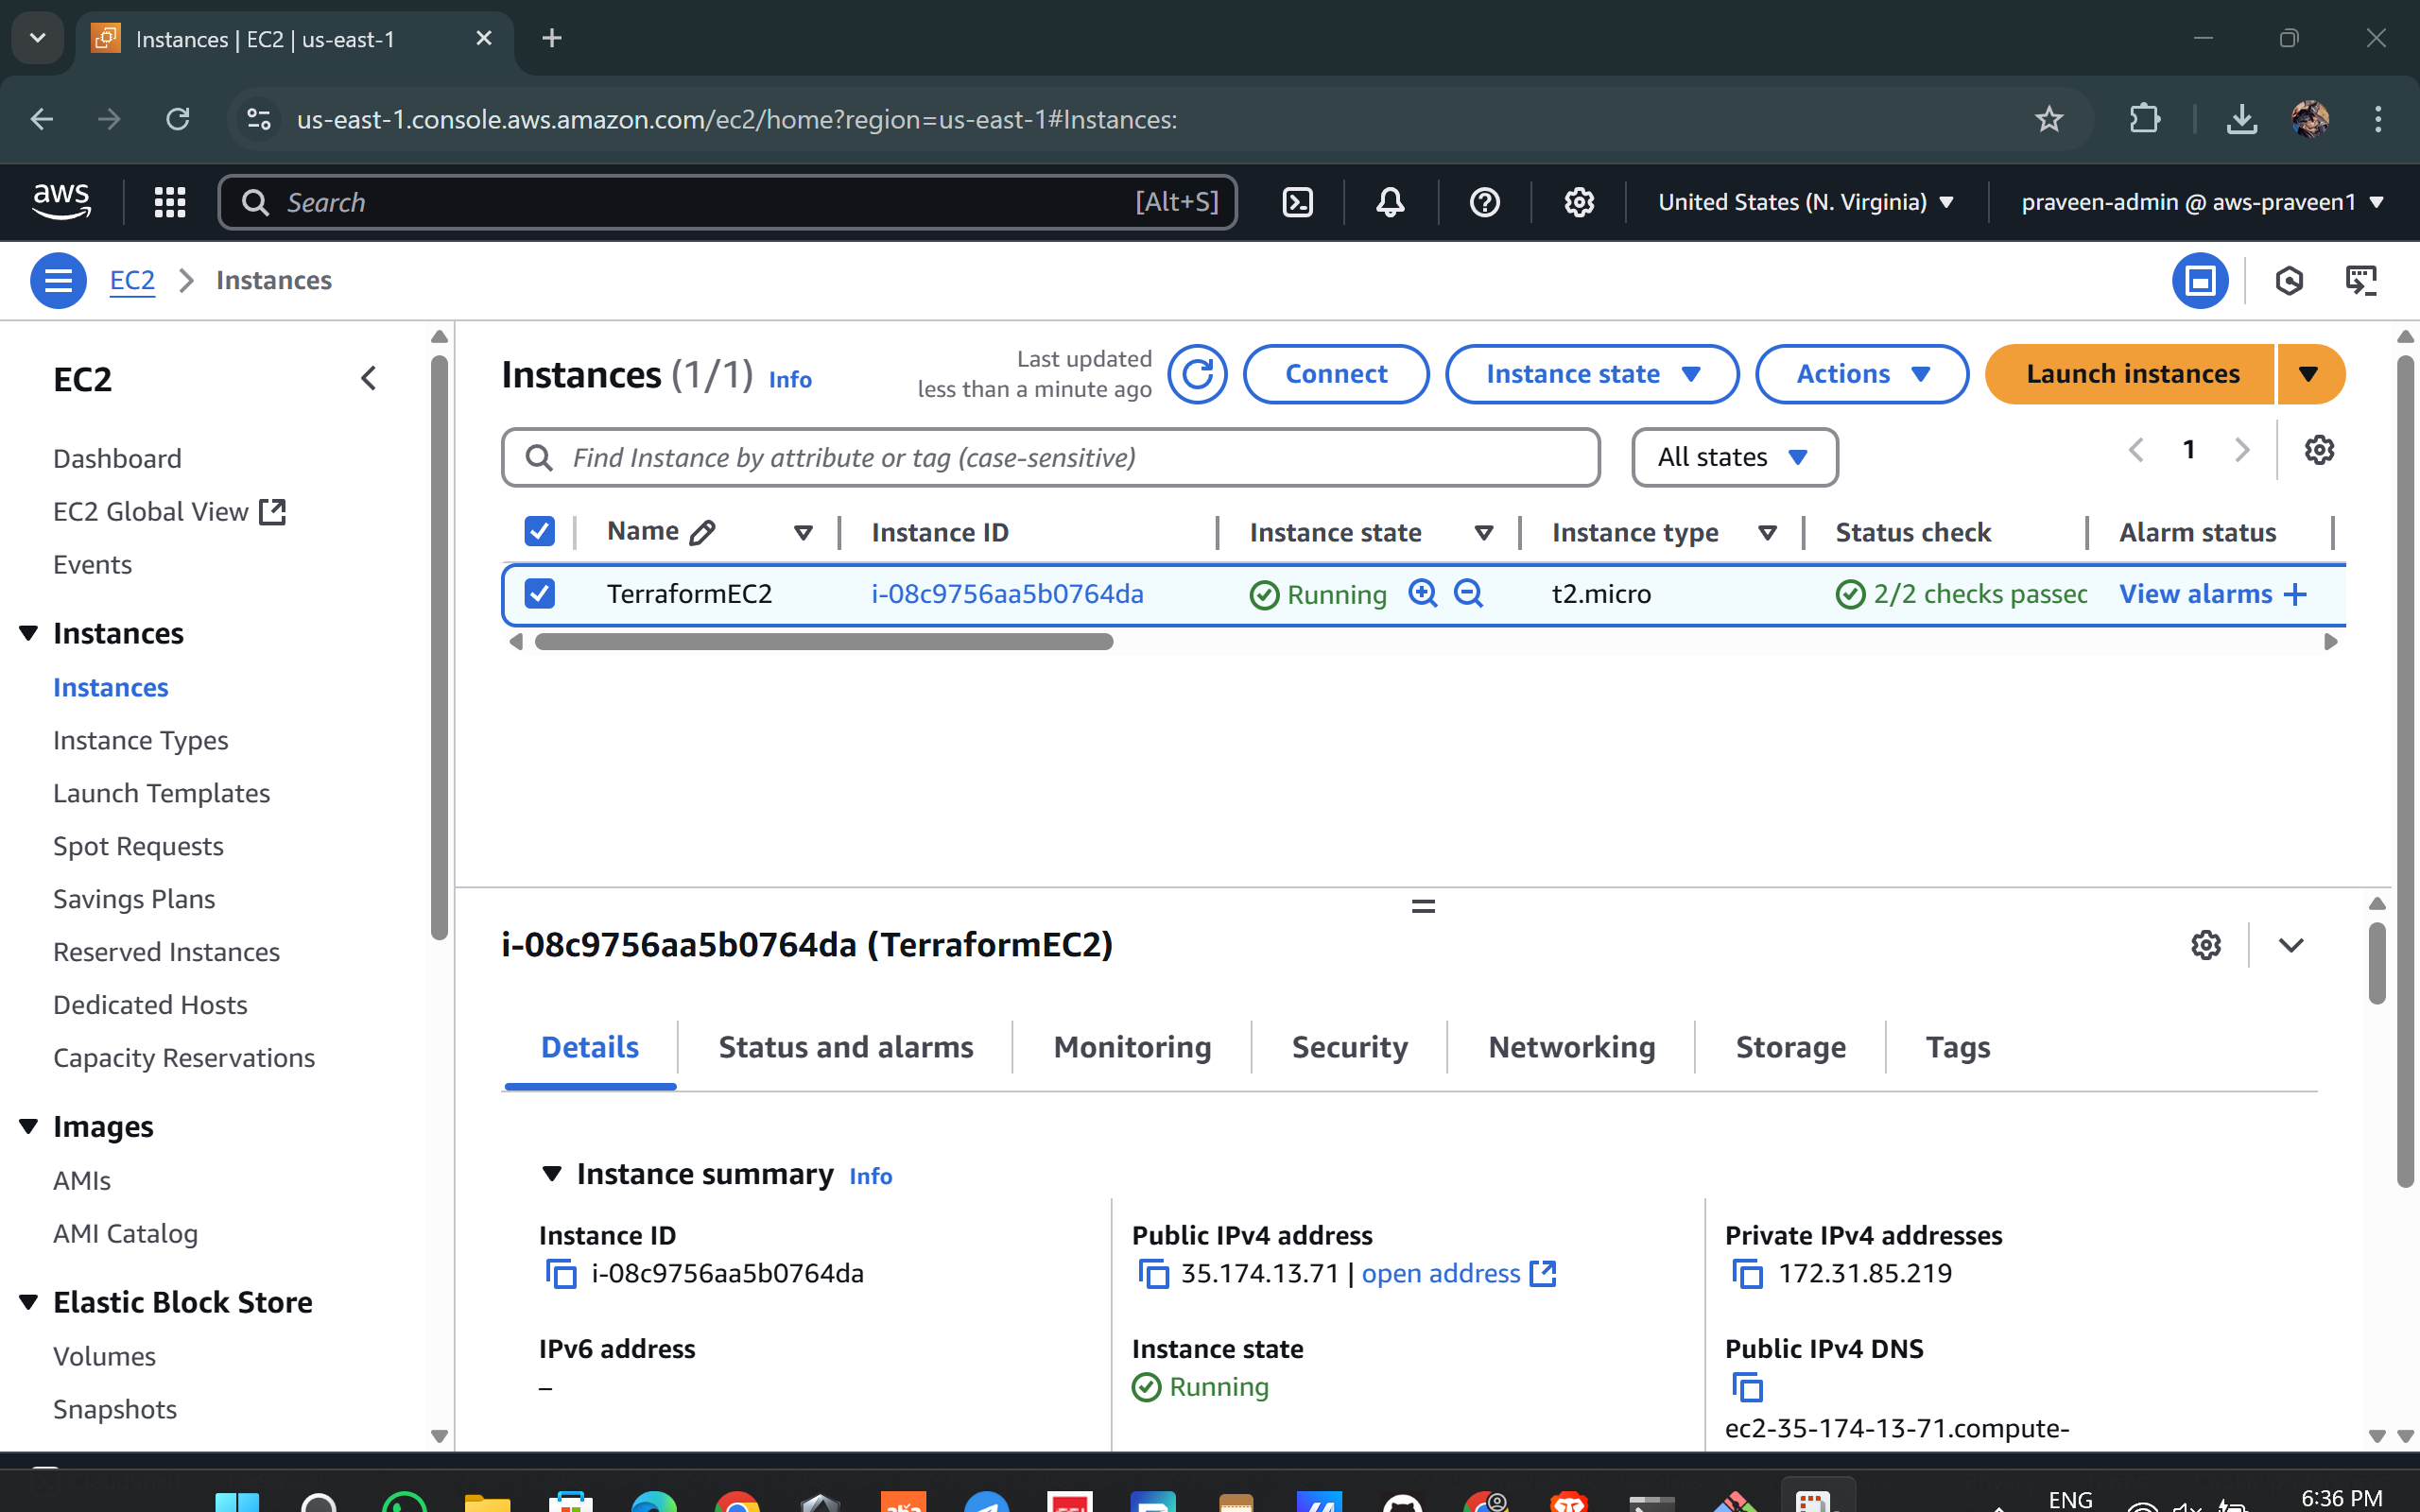 Instances | EC2 | us-east-1
us-east-1.console.aws.amazon.com/ec2/home?region=us-east-1#Instances:
aws
Search
[Alt+S]
United States (N. Virginia)
praveen-admin @ aws-praveen1
EC2
Instances
EC2
Dashboard
EC2 Global View
Events
Instances
Instances
Instance Types
Launch Templates
Spot Requests
Savings Plans
Reserved Instances
Dedicated Hosts
Capacity Reservations
Images
AMIs
AMI Catalog
Elastic Block Store
Volumes
Snapshots
Instances (1/1) Info
Last updated
less than a minute ago
Connect
Instance state
Actions
Launch instances
Find Instance by attribute or tag (case-sensitive)
All states
1
Name Instance ID Instance state Instance type Status check Alarm status
TerraformEC2 i-08c9756aa5b0764da Running t2.micro 2/2 checks passec View alarms +
i-08c9756aa5b0764da (TerraformEC2)
Details Status and alarms Monitoring Security Networking Storage Tags
Instance summary Info
Instance ID
i-08c9756aa5b0764da
Public IPv4 address
35.174.13.71 | open address
Private IPv4 addresses
172.31.85.219
IPv6 address
–
Instance state
Running
Public IPv4 DNS
ec2-35-174-13-71.compute-
ENG
6:36 PM